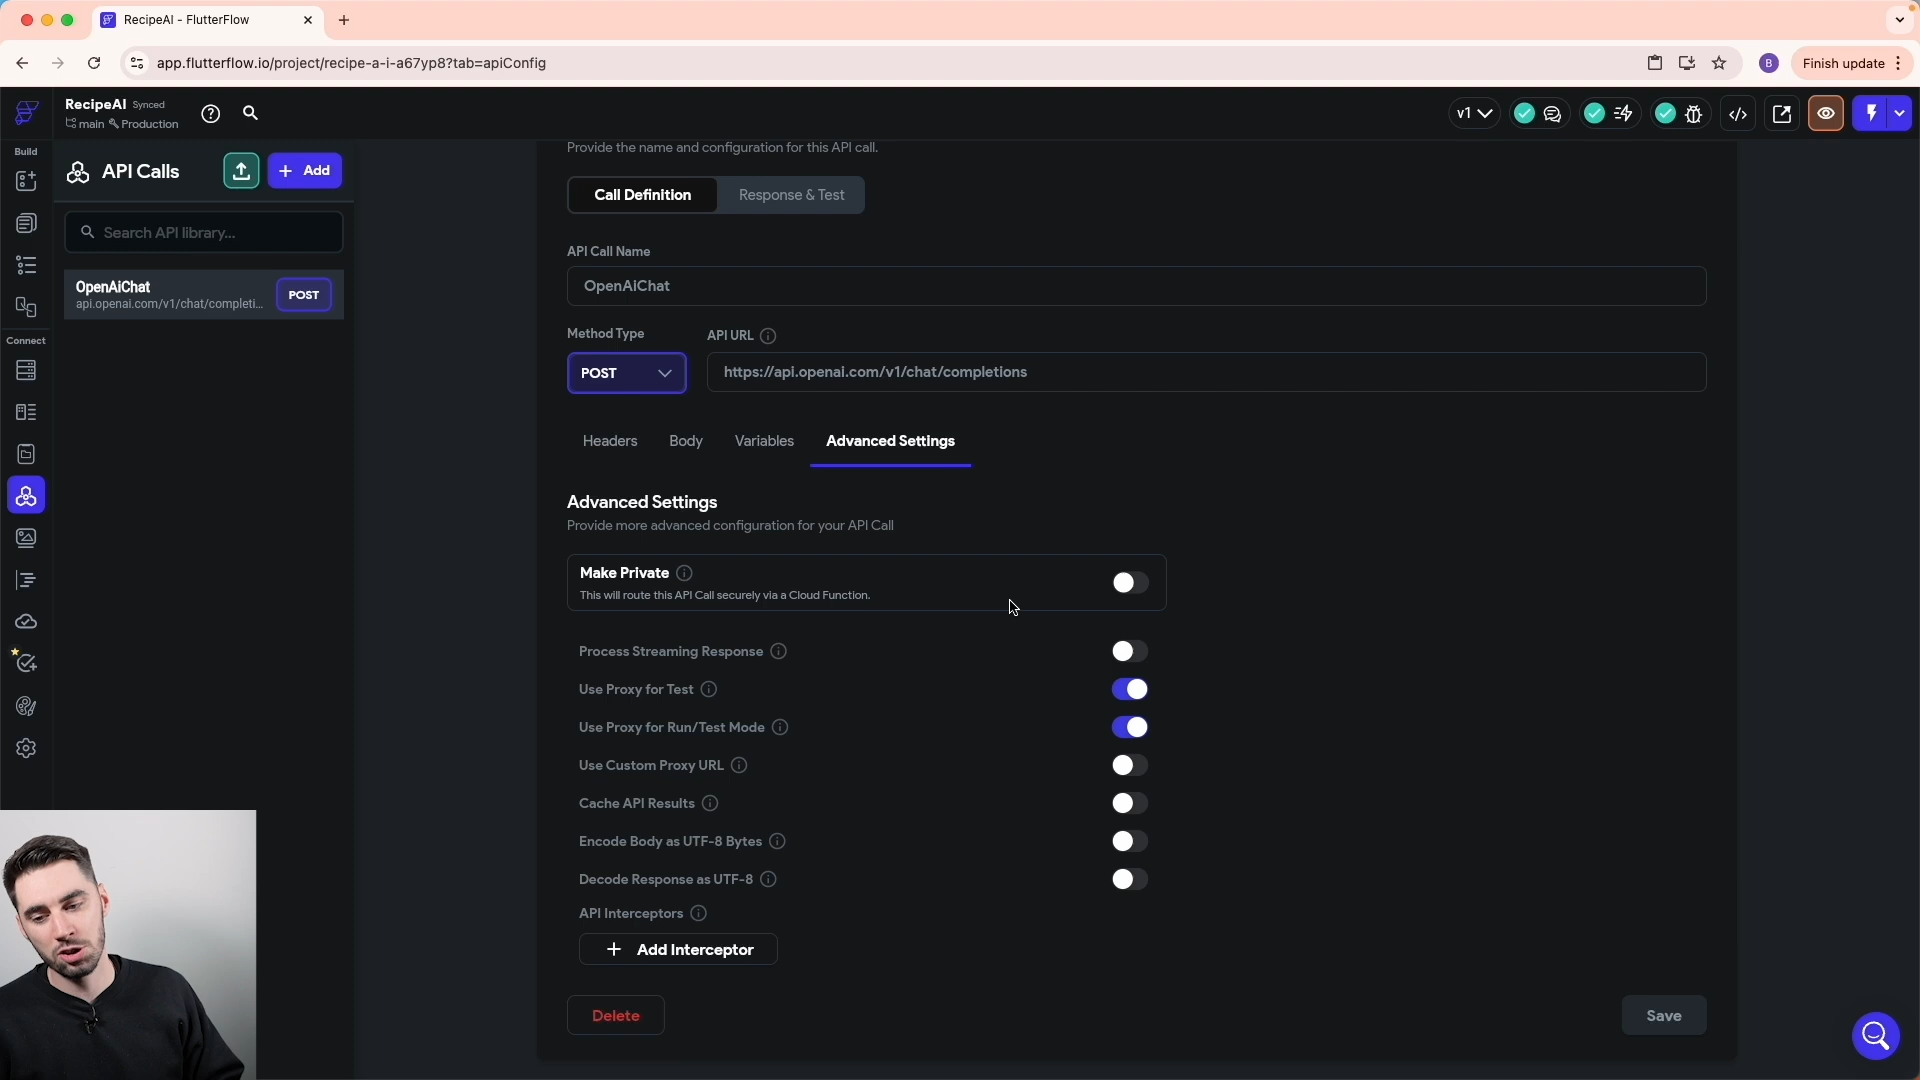 RecipeAI - FlutterFlow
app.flutterflow.io/project/recipe-a-i-a67yp8?tab=apiConfig
B
Finish update
RecipeAI Synced
main Production
v1
Build
API Calls
Add
Search API library...
OpenAiChat
api.openai.com/v1/chat/completi...
POST
Connect
Provide the name and configuration for this API call.
Call Definition
Response & Test
API Call Name
OpenAiChat
Method Type
API URL
POST
https://api.openai.com/v1/chat/completions
Headers
Body
Variables
Advanced Settings
Advanced Settings
Provide more advanced configuration for your API Call
Make Private
This will route this API Call securely via a Cloud Function.
Process Streaming Response
Use Proxy for Test
Use Proxy for Run/Test Mode
Use Custom Proxy URL
Cache API Results
Encode Body as UTF-8 Bytes
Decode Response as UTF-8
API Interceptors
Add Interceptor
Delete
Save